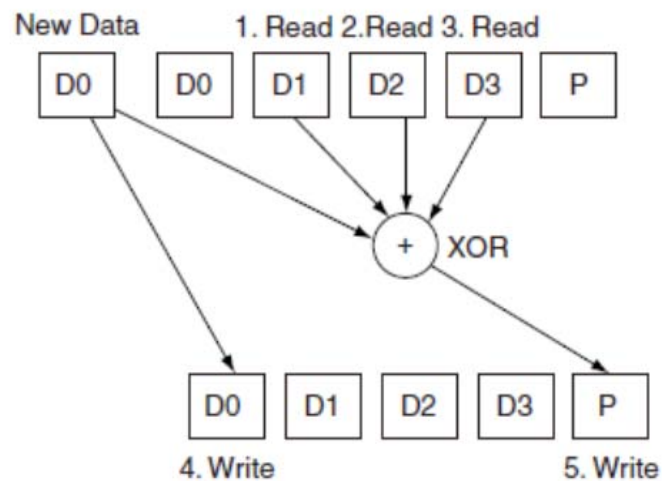 New Data 1. Read 2.Read 3. Read
D0 D0 D1 D2 D3 P
+ XOR
D0 D1 D2 D3 P
4. Write 5. Write